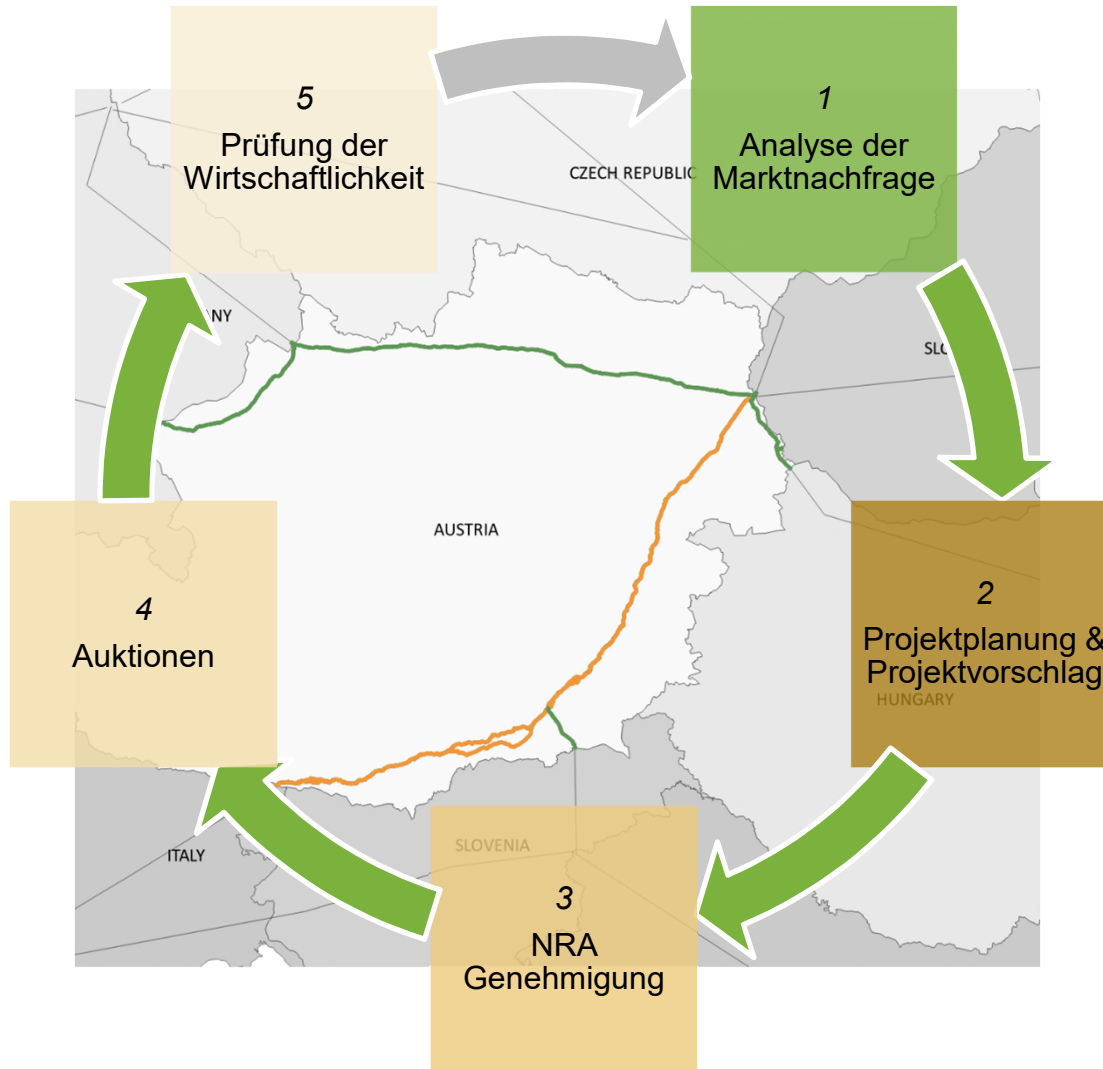 5
Prüfung der
Wirtschaftlichkeit
1
Analyse der
Marktnachfrage
CZECH REPUBLIC
NY
SLO
AUSTRIA
2
Projektplanung &
Projektvorschlag
HUNGARY
4
Auktionen
3
NRA
Genehmigung
SLOVENIA
ITALY